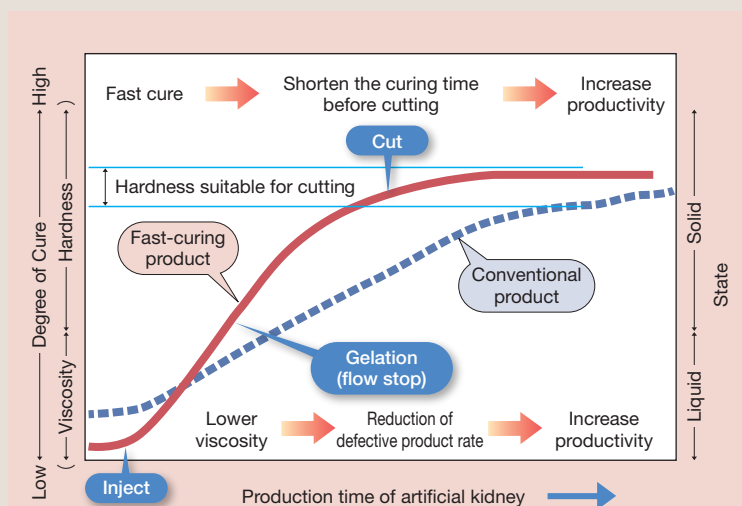 High
Fast cure
Shorten the curing time
before cutting
Increase
productivity
Cut
Hardness suitable for cutting
Degree of Cure
Hardness
Viscosity
Low
Fast-curing
product
Conventional
product
Gelation
(flow stop)
Solid
Liquid
State
Lower
viscosity
Reduction of
defective product rate
Increase
productivity
Inject
Production time of artificial kidney